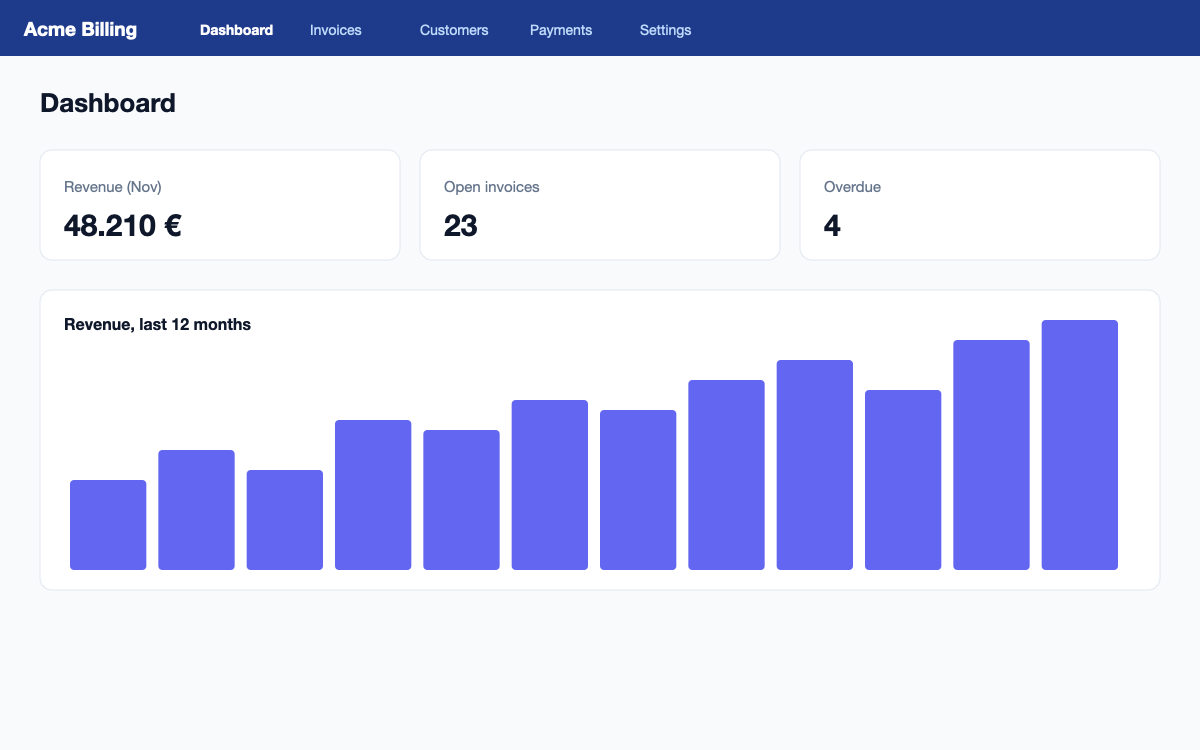 Acme Billing Dashboard Invoices Customers Payments Settings
Dashboard
Revenue (Nov) Open invoices Overdue
48.210 € 23 4
Revenue, last 12 months